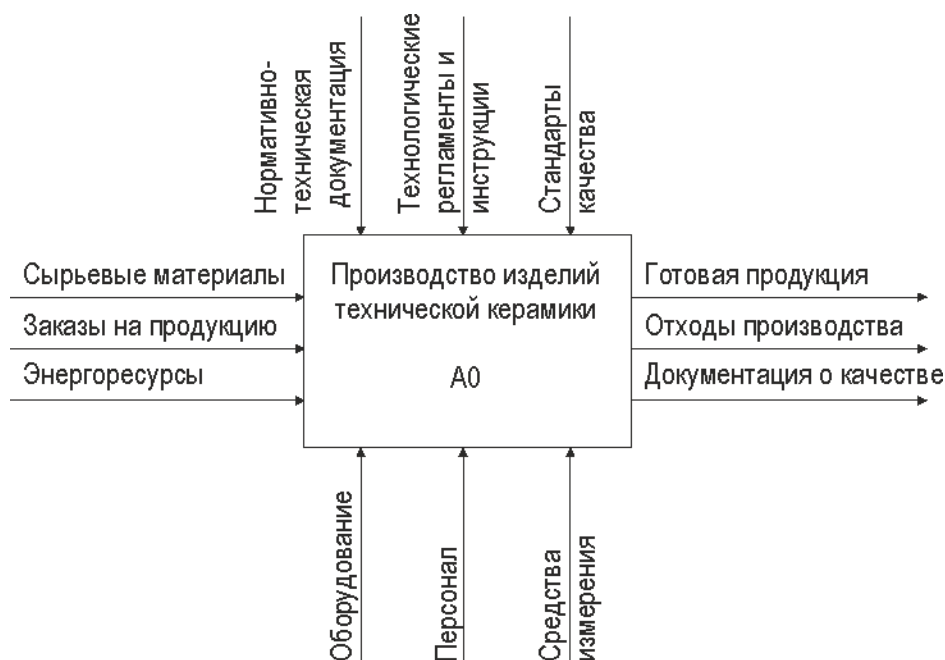 Нормативно-
техническая
документация
Технологические
регламенты и
инструкции
Стандарты
качества
Сырьевые материалы
Заказы на продукцию
Энергоресурсы
Производство изделий
технической керамики
А0
Готовая продукция
Отходы производства
Документация о качестве
Оборудование
Персонал
Средства
измерения